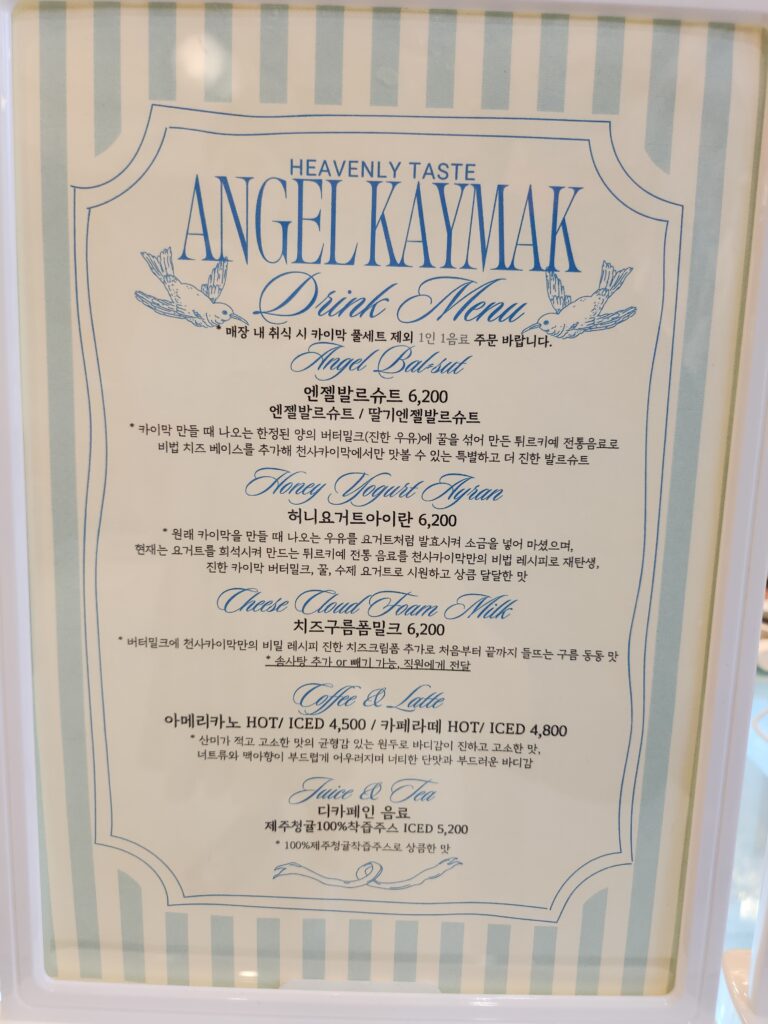 HEAVENLY TASTE
ANGEL KAYMAK
Drink Menu
* 매장 내 취식 시 카이막 풀세트 제외 1인 1음료 주문 바랍니다.
Angel Bal-sut
엔젤발르슈트 6,200
엔젤발르슈트 / 딸기엔젤발르슈트
* 카이막 만들 때 나오는 한정된 양의 버터밀크(진한 우유)에 꿀을 섞어 만든 튀르키예 전통음료로
비법 치즈 베이스를 추가해 천사카이막에서만 맛볼 수 있는 특별하고 더 진한 발르슈트
Honey Yogurt Ayran
허니요거트아이란 6,200
* 원래 카이막을 만들 때 나오는 우유를 요거트처럼 발효시켜 소금을 넣어 마셨으며,
현재는 요거트를 희석시켜 만드는 튀르키예 전통 음료를 천사카이막만의 비법 레시피로 재탄생,
진한 카이막 버터밀크, 꿀, 수제 요거트로 시원하고 상큼 달달한 맛
Cheese Cloud Foam Milk
치즈구름폼밀크 6,200
* 버터밀크에 천사카이막만의 비밀 레시피 진한 치즈크림폼 추가로 처음부터 끝까지 들뜨는 구름 동동 맛
* 솜사탕 추가 or 빼기 가능, 직원에게 전달
Coffee & Latte
아메리카노 HOT/ ICED 4,500 / 카페라떼 HOT/ ICED 4,800
* 산미가 적고 고소한 맛의 균형감 있는 원두로 바디감이 진하고 고소한 맛,
너트류와 맥아향이 부드럽게 어우러지며 너티한 단맛과 부드러운 바디감
Juice & Tea
디카페인 음료
제주청귤100%착즙주스 ICED 5,200
* 100%제주청귤착즙주스로 상큼한 맛